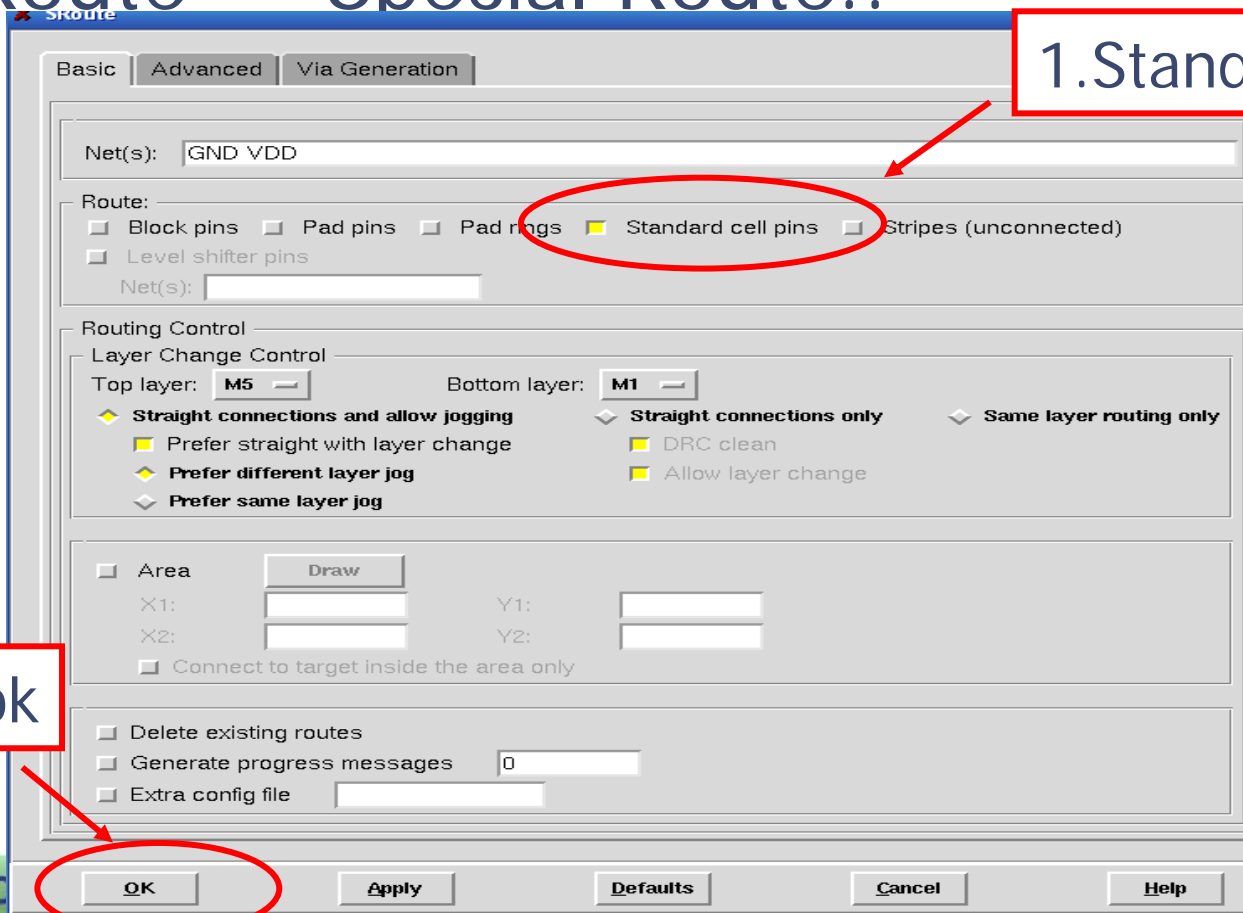 Route Spesial Route..
SRoute
1.Stand
Basic Advanced Via Generation
Net(s): GND VDD
Route:
Block pins Pad pins Pad rings Standard cell pins Stripes (unconnected)
Level shifter pins
Net(s):
Routing Control
Layer Change Control
Top layer: M5 Bottom layer: M1
Straight connections and allow jogging Straight connections only Same layer routing only
Prefer straight with layer change DRC clean
Prefer different layer jog Allow layer change
Prefer same layer jog
Area Draw
X1: Y1:
X2: Y2:
Connect to target inside the area only
ok
Delete existing routes
Generate progress messages 0
Extra config file
OK Apply Defaults Cancel Help